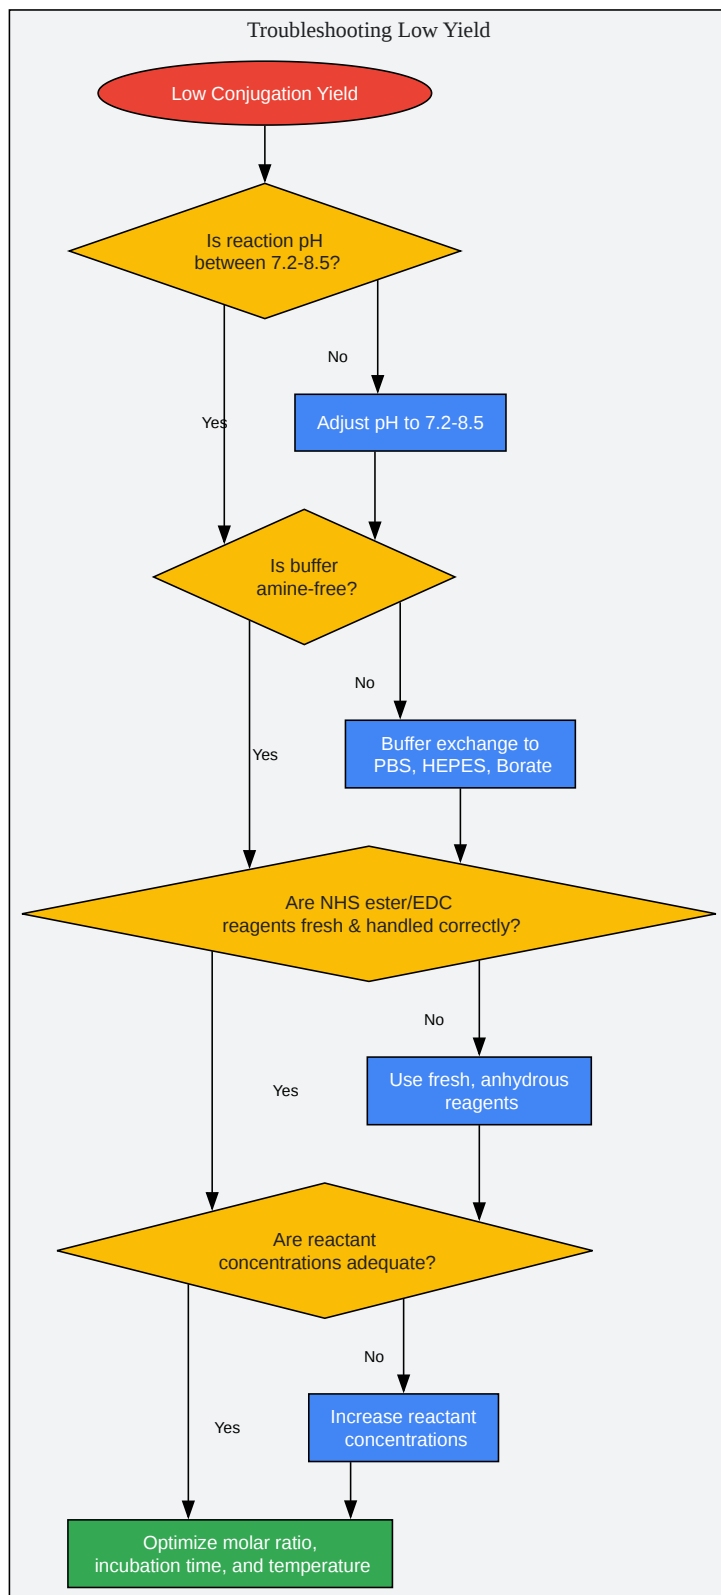 Troubleshooting Low Yield
Low Conjugation Yield
Is reaction pH
between 7.2-8.5?
No
Yes
Adjust pH to 7.2-8.5
Is buffer
amine-free?
No
Yes
Buffer exchange to
PBS, HEPES, Borate
Are NHS ester/EDC
reagents fresh & handled correctly?
No
Yes
Use fresh, anhydrous
reagents
Are reactant
concentrations adequate?
No
Yes
Increase reactant
concentrations
Optimize molar ratio,
incubation time, and temperature